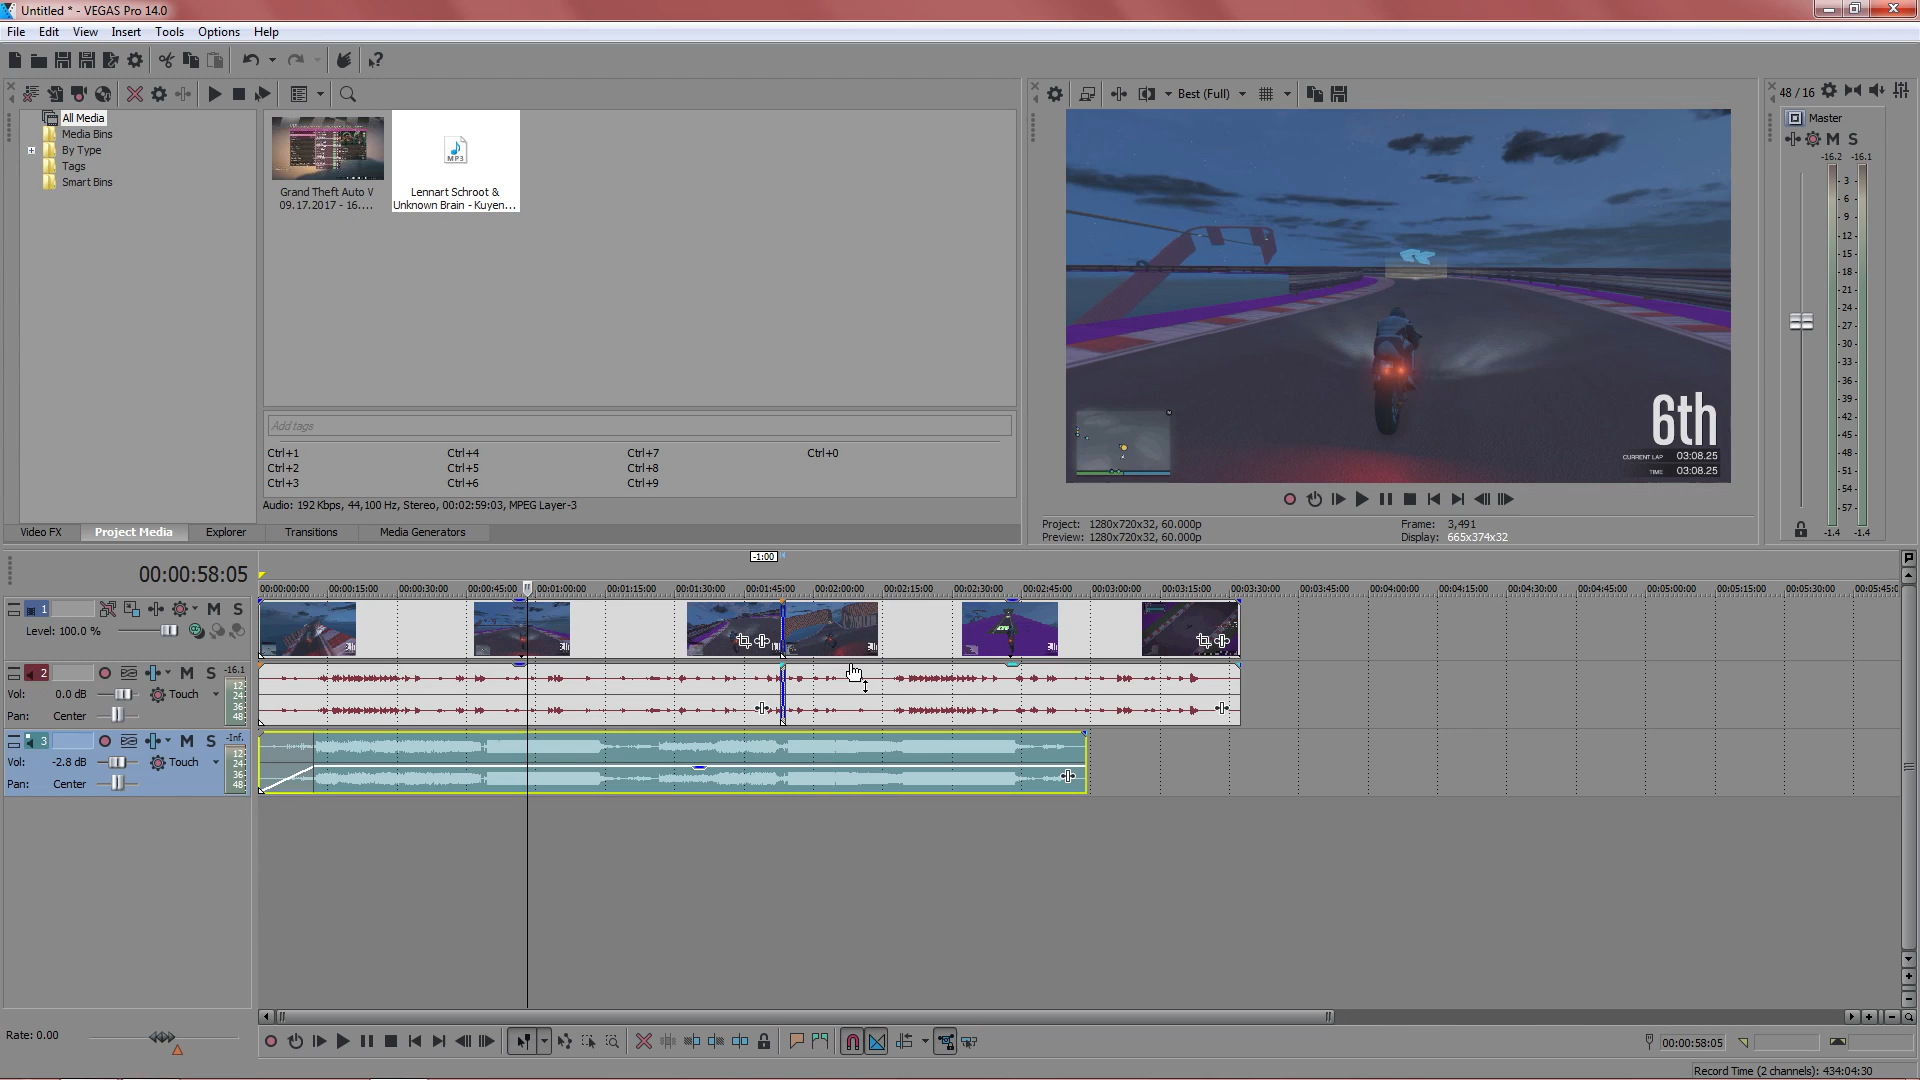 Untitled * - VEGAS Pro 14.0
File Edit View Insert Tools Options Help
Best (Full)
48 / 16
All Media
Media Bins
By Type
Tags
Smart Bins
MP3
Grand Theft Auto V
09.17.2017 - 16....
Lennart Schroot &
Unknown Brain - Kuyen...
Master
M S
-16.2 -16.1
- 3 -
- 6 -
- 9 -
-12-
-15-
-18-
-21-
-24-
-27-
-30-
-33-
-36-
-39-
-42-
-45-
-48-
-51-
-54-
-57-
-1.4 -1.4
6th
CURRENT LAP 03:08.25
TIME 03:08.25
Add tags
Ctrl+1 Ctrl+4 Ctrl+7 Ctrl+0
Ctrl+2 Ctrl+5 Ctrl+8
Ctrl+3 Ctrl+6 Ctrl+9
Audio: 192 Kbps, 44,100 Hz, Stereo, 00:02:59:03, MPEG Layer-3
Video FX Project Media Explorer Transitions Media Generators
Project: 1280x720x32, 60.000p Frame: 3,491
Preview: 1280x720x32, 60.000p Display: 665x374x32
-1:00
00:00:58:05
00:00:00:00 00:00:15:00 00:00:30:00 00:00:45:00 00:01:00:00 00:01:15:00 00:01:30:00 00:01:45:00 00:02:00:00 00:02:15:00 00:02:30:00 00:02:45:00 00:03:00:00 00:03:15:00 00:03:30:00 00:03:45:00 00:04:00:00 00:04:15:00 00:04:30:00 00:04:45:00 00:05:00:00 00:05:15:00 00:05:30:00 00:05:45:0
1 M S
Level: 100.0 %
2 M S -16.1
Vol: 0.0 dB Touch
Pan: Center
12
24
36
48
3 M S -Inf.
Vol: -2.8 dB Touch
Pan: Center
12
24
36
48
Rate: 0.00
00:00:58:05
Record Time (2 channels): 434:04:30